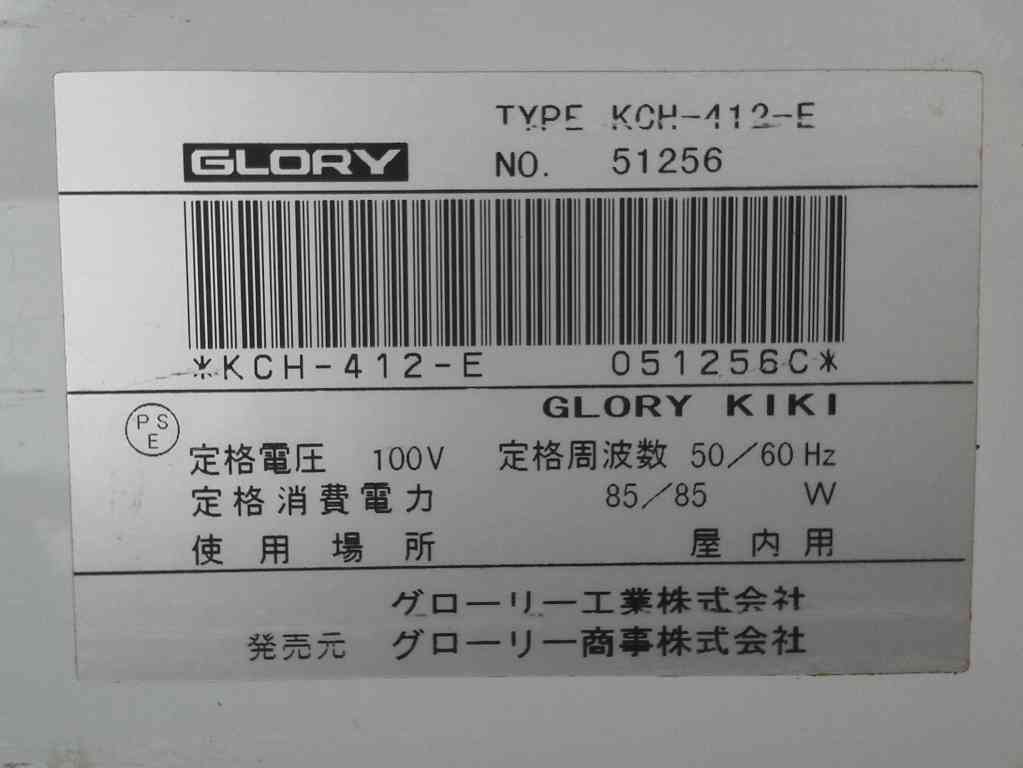 TYPE KCH-412-E
GLORY NO. 51256
*KCH-412-E 051256C*
GLORY KIKI
PS
E
定格電圧 100V 定格周波数 50/60 Hz
定格消費電力 85/85 W
使用場所 屋内用
グローリー工業株式会社
発売元 グローリー商事株式会社